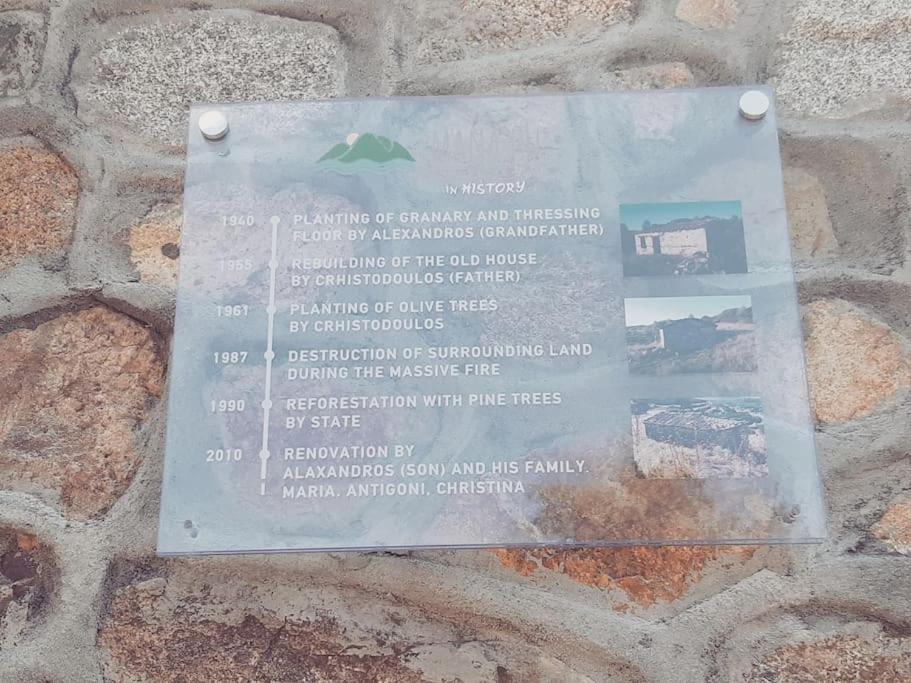 IN HISTORY
1940 PLANTING OF GRANARY AND THRESSING
FLOOR BY ALEXANDROS (GRANDFATHER)
1955 REBUILDING OF THE OLD HOUSE
BY CRHISTODOULOS (FATHER)
1961 PLANTING OF OLIVE TREES
BY CRHISTODOULOS
1987 DESTRUCTION OF SURROUNDING LAND
DURING THE MASSIVE FIRE
1990 REFORESTATION WITH PINE TREES
BY STATE
2010 RENOVATION BY
ALAXANDROS (SON) AND HIS FAMILY.
MARIA. ANTIGONI, CHRISTINA